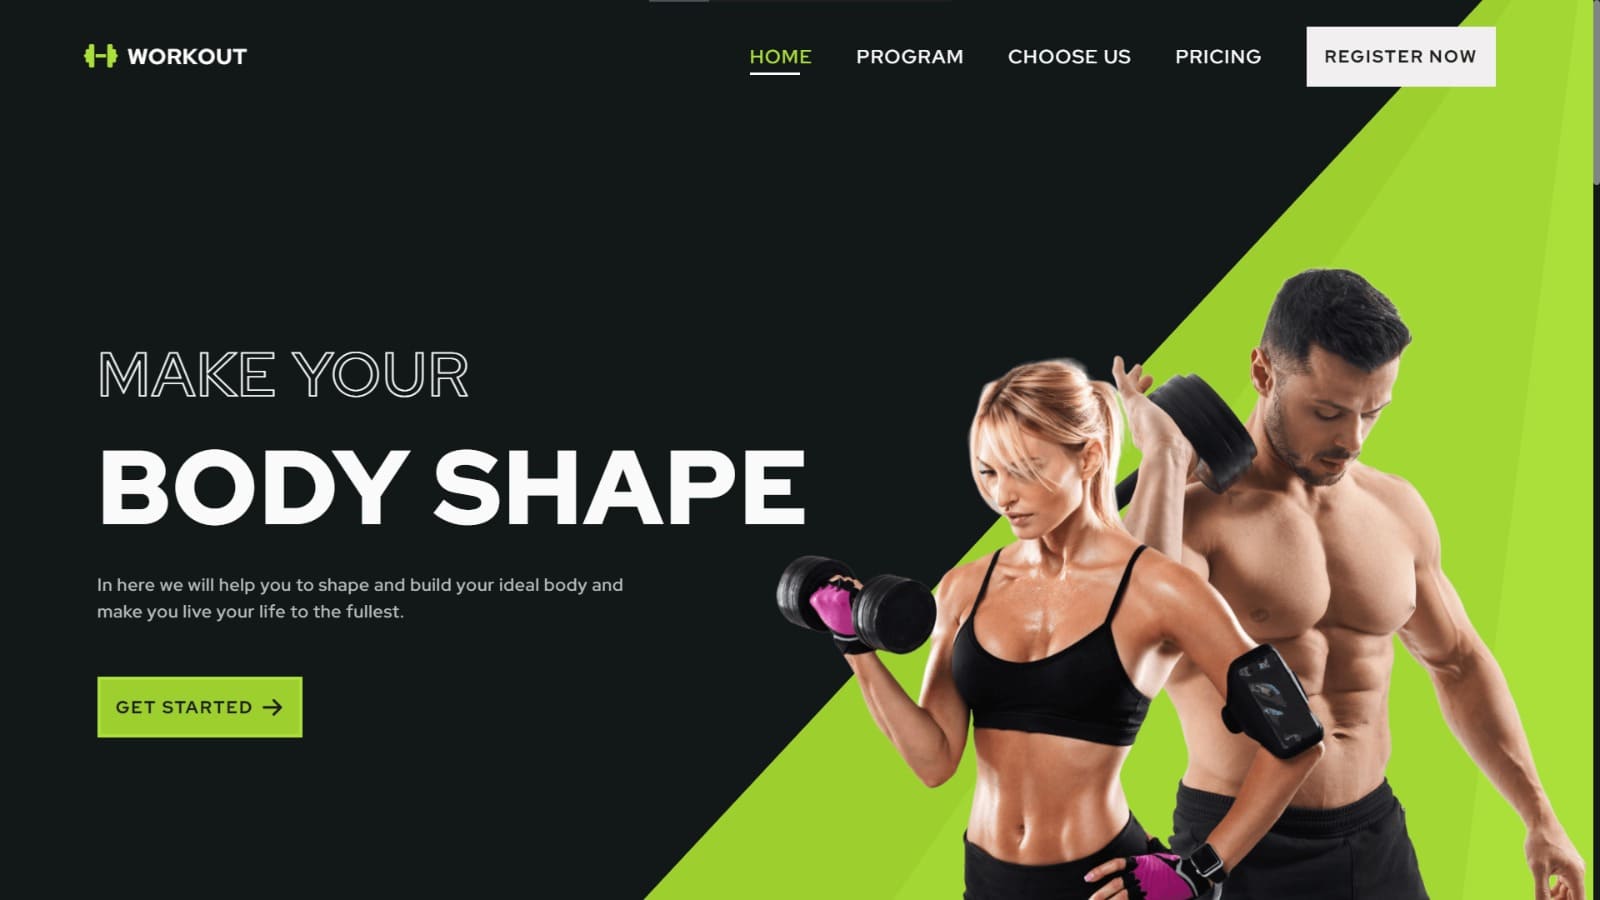 WORKOUT
HOME
PROGRAM
CHOOSE US
PRICING
REGISTER NOW
MAKE YOUR
BODY SHAPE
In here we will help you to shape and build your ideal body and
make you live your life to the fullest.
GET STARTED →